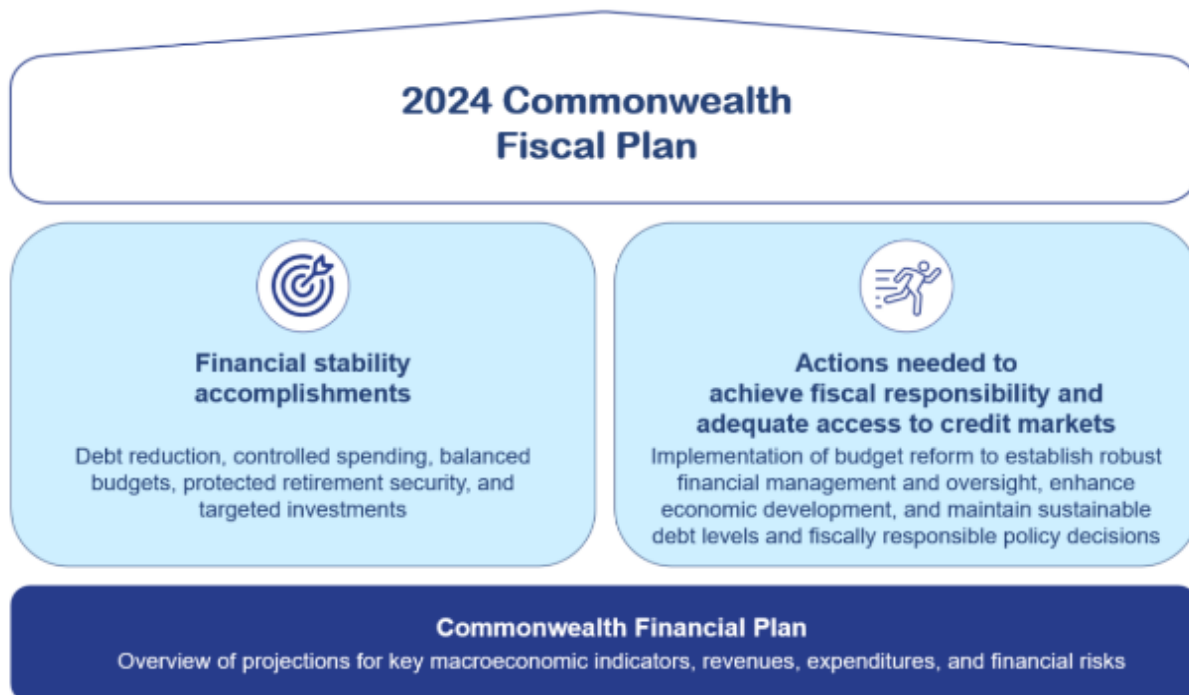 2024 Commonwealth
Fiscal Plan
Financial stability
accomplishments
Debt reduction, controlled spending, balanced
budgets, protected retirement security, and
targeted investments
Actions needed to
achieve fiscal responsibility and
adequate access to credit markets
Implementation of budget reform to establish robust
financial management and oversight, enhance
economic development, and maintain sustainable
debt levels and fiscally responsible policy decisions
Commonwealth Financial Plan
Overview of projections for key macroeconomic indicators, revenues, expenditures, and financial risks